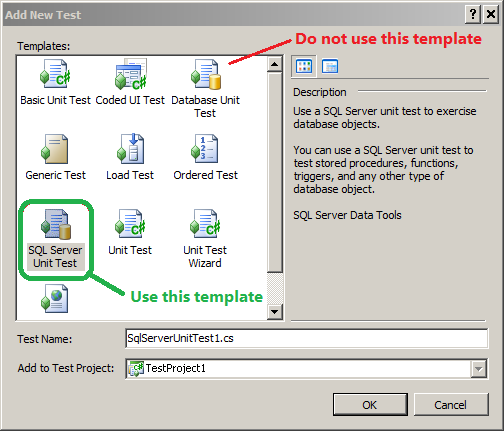 Add New Test
Templates:
Do not use this template
Basic Unit Test
Coded UI Test
Database Unit
Test
Generic Test
Load Test
Ordered Test
SQL Server
Unit Test
Unit Test
Unit Test
Wizard
Use this template
Description
Use a SQL Server unit test to exercise
database objects.
You can use a SQL Server unit test to
test stored procedures, functions,
triggers, and any other type of
database object.
SQL Server Data Tools
Test Name:
SqlServerUnitTest1.cs
Add to Test Project:
TestProject1
OK
Cancel